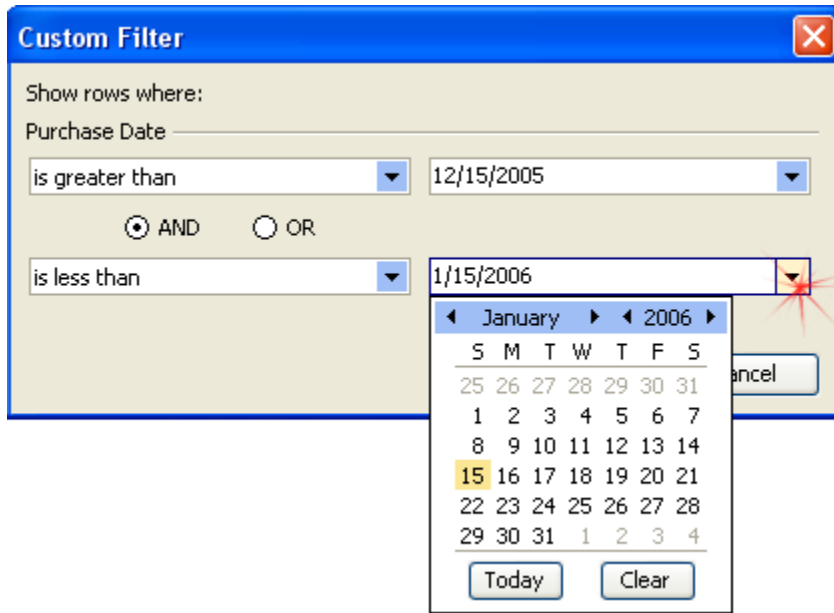 Custom Filter
Show rows where:
Purchase Date
is greater than 12/15/2005
AND OR
is less than 1/15/2006
January 2006
S M T W T F S
25 26 27 28 29 30 31
1 2 3 4 5 6 7
8 9 10 11 12 13 14
15 16 17 18 19 20 21
22 23 24 25 26 27 28
29 30 31 1 2 3 4
Today Clear
ancel